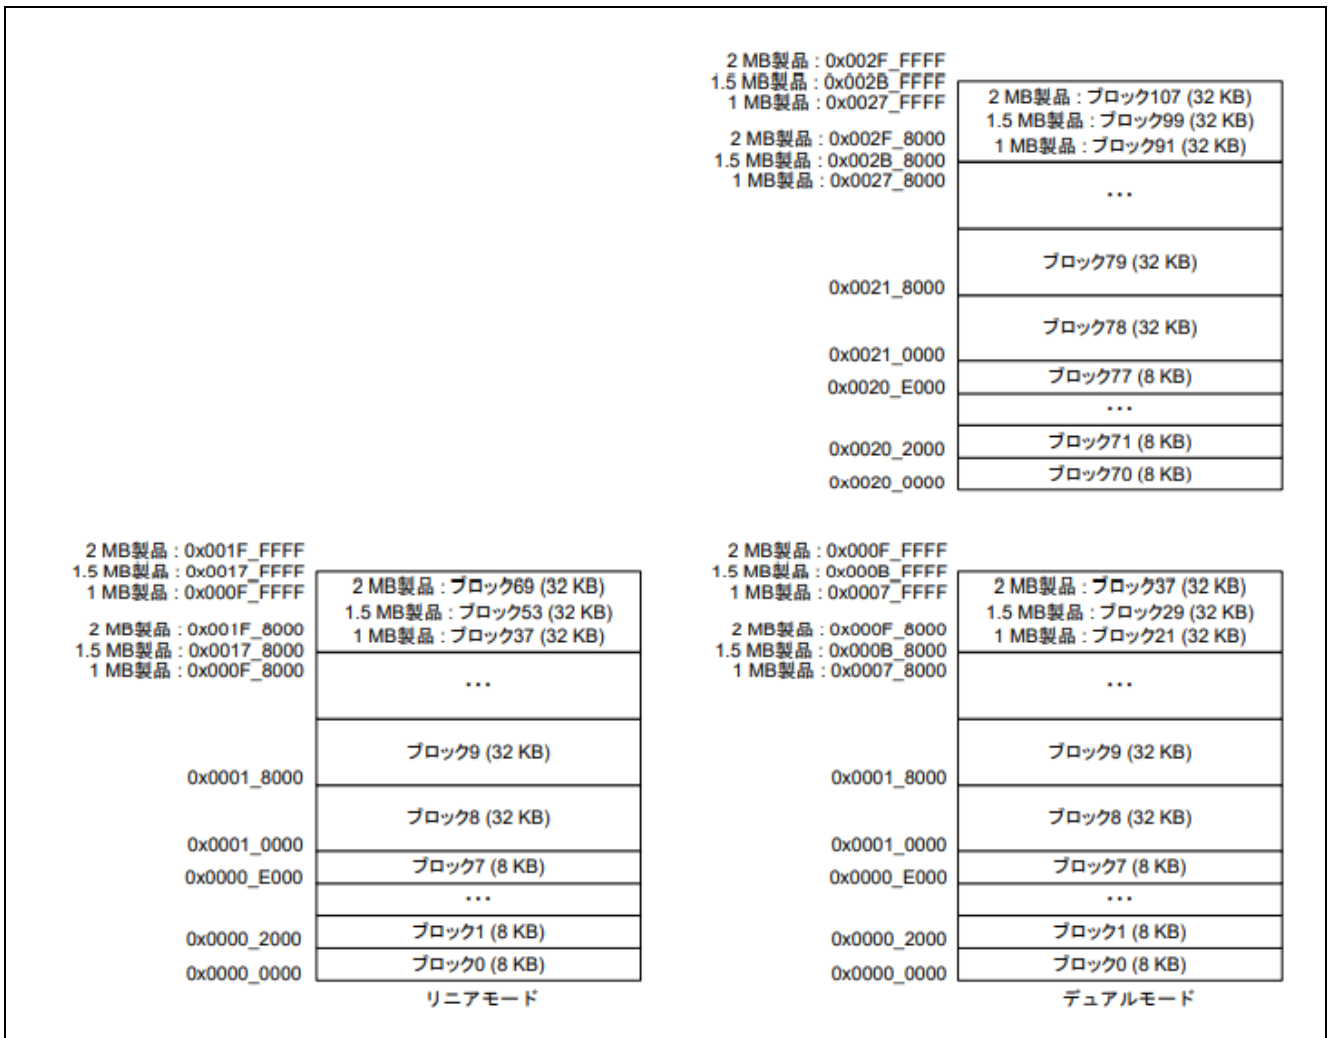 2 MB製品 : 0x002F_FFFF
1.5 MB製品 : 0x002B_FFFF
1 MB製品 : 0x0027_FFFF
2 MB製品 : ブロック107 (32 KB)
1.5 MB製品 : ブロック99 (32 KB)
1 MB製品 : ブロック91 (32 KB)
2 MB製品 : 0x002F_8000
1.5 MB製品 : 0x002B_8000
1 MB製品 : 0x0027_8000
...
ブロック79 (32 KB)
0x0021_8000
ブロック78 (32 KB)
0x0021_0000
ブロック77 (8 KB)
0x0020_E000
...
ブロック71 (8 KB)
0x0020_2000
ブロック70 (8 KB)
0x0020_0000
2 MB製品 : 0x001F_FFFF
1.5 MB製品 : 0x0017_FFFF
1 MB製品 : 0x000F_FFFF
2 MB製品 : ブロック69 (32 KB)
1.5 MB製品 : ブロック53 (32 KB)
1 MB製品 : ブロック37 (32 KB)
2 MB製品 : 0x001F_8000
1.5 MB製品 : 0x0017_8000
1 MB製品 : 0x000F_8000
...
ブロック9 (32 KB)
0x0001_8000
ブロック8 (32 KB)
0x0001_0000
ブロック7 (8 KB)
0x0000_E000
...
ブロック1 (8 KB)
0x0000_2000
ブロック0 (8 KB)
0x0000_0000
リニアモード
2 MB製品 : 0x000F_FFFF
1.5 MB製品 : 0x000B_FFFF
1 MB製品 : 0x0007_FFFF
2 MB製品 : ブロック37 (32 KB)
1.5 MB製品 : ブロック29 (32 KB)
1 MB製品 : ブロック21 (32 KB)
2 MB製品 : 0x000F_8000
1.5 MB製品 : 0x000B_8000
1 MB製品 : 0x0007_8000
...
ブロック9 (32 KB)
0x0001_8000
ブロック8 (32 KB)
0x0001_0000
ブロック7 (8 KB)
0x0000_E000
...
ブロック1 (8 KB)
0x0000_2000
ブロック0 (8 KB)
0x0000_0000
デュアルモード